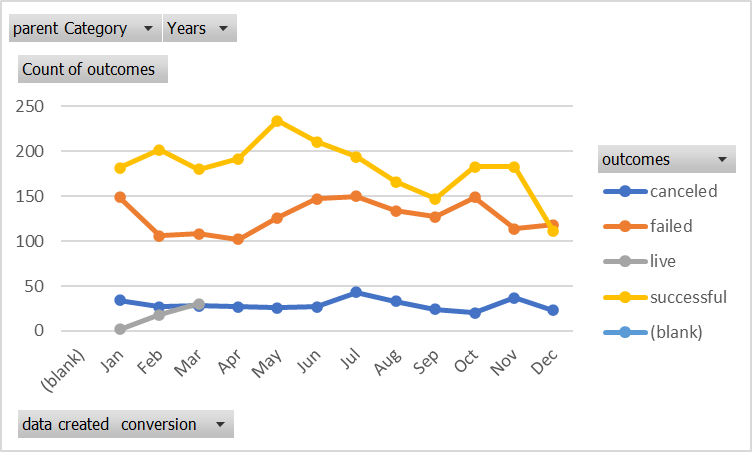 parent Category Years
Count of outcomes
250
200
150
100
50
0
(blank) Jan Feb Mar Apr May Jun Jul Aug Sep Oct Nov Dec
outcomes
canceled
failed
live
successful
(blank)
data created conversion